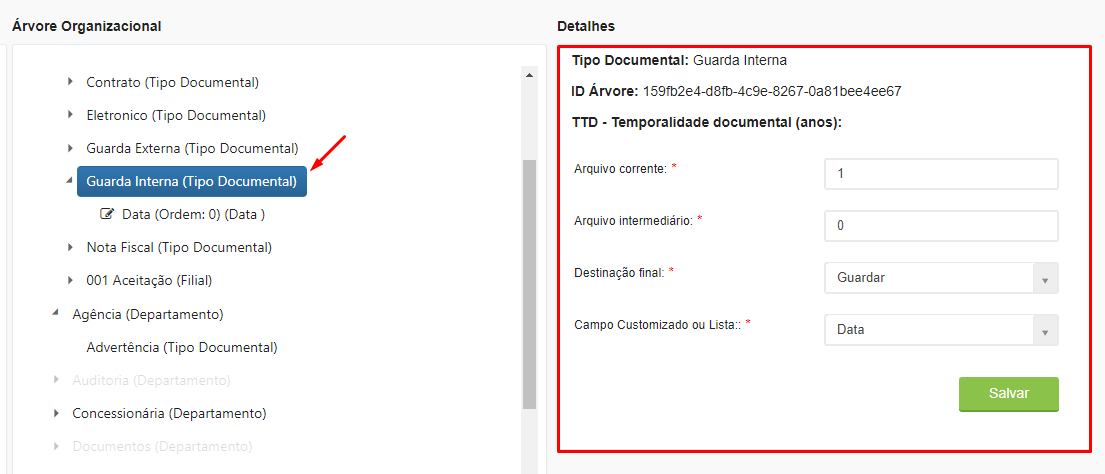 Árvore Organizacional
Contrato (Tipo Documental)
Eletronico (Tipo Documental)
Guarda Externa (Tipo Documental)
Guarda Interna (Tipo Documental)
Data (Ordem: 0) (Data )
Nota Fiscal (Tipo Documental)
001 Aceitação (Filial)
Agência (Departamento)
Advertência (Tipo Documental)
Auditoria (Departamento)
Concessionária (Departamento)
Documentos (Departamento)
Detalhes
Tipo Documental: Guarda Interna
ID Árvore: 159fb2e4-d8fb-4c9e-8267-0a81bee4ee67
TTD - Temporalidade documental (anos):
Arquivo corrente: * 1
Arquivo intermediário: * 0
Destinação final: * Guardar
Campo Customizado ou Lista:: * Data
Salvar